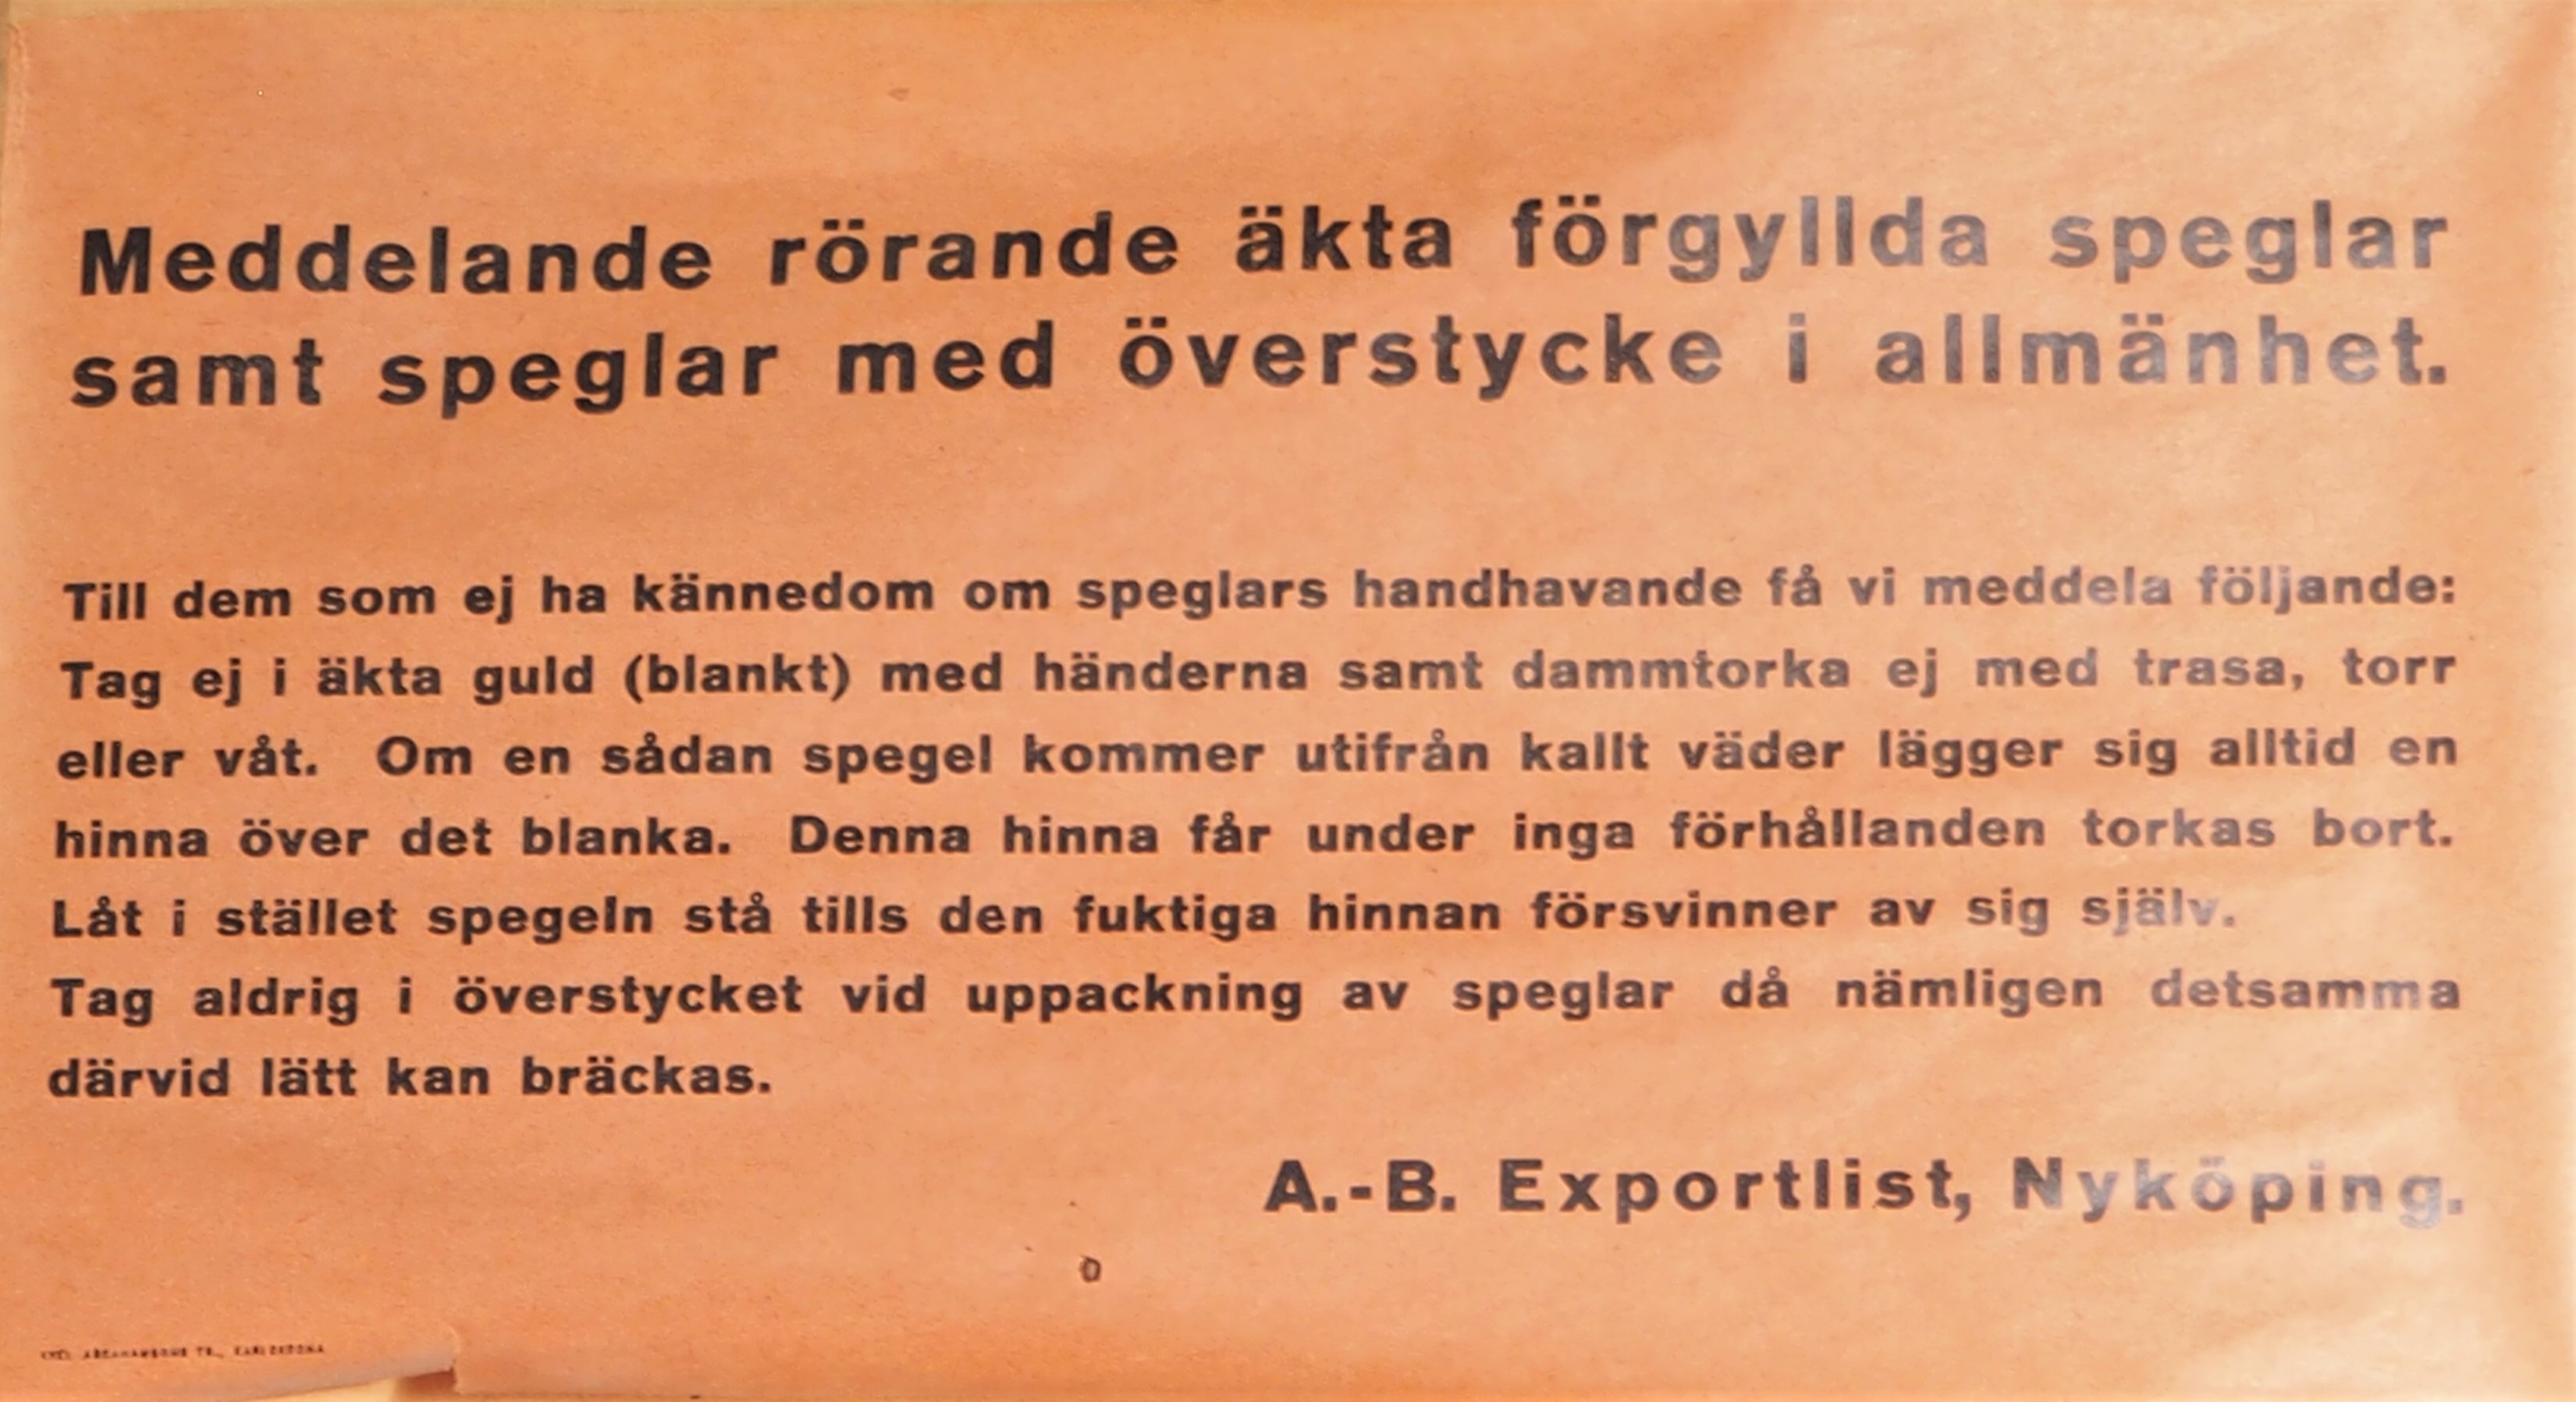 Meddelande rörande äkta förgyllda speglar
samt speglar med överstycke i allmänhet.
Till dem som ej ha kännedom om speglars handhavande få vi meddela följande:
Tag ej i äkta guld (blankt) med händerna samt dammtorka ej med trasa, torr
eller våt. Om en sådan spegel kommer utifrån kallt väder lägger sig alltid en
hinna över det blanka. Denna hinna får under inga förhållanden torkas bort.
Låt i stället spegeln stå tills den fuktiga hinnan försvinner av sig själv.
Tag aldrig i överstycket vid uppackning av speglar då nämligen detsamma
därvid lätt kan bräckas.
A.-B. Exportlist, Nyköping.
ABRAHAMSONS TR., KARLSKRONA